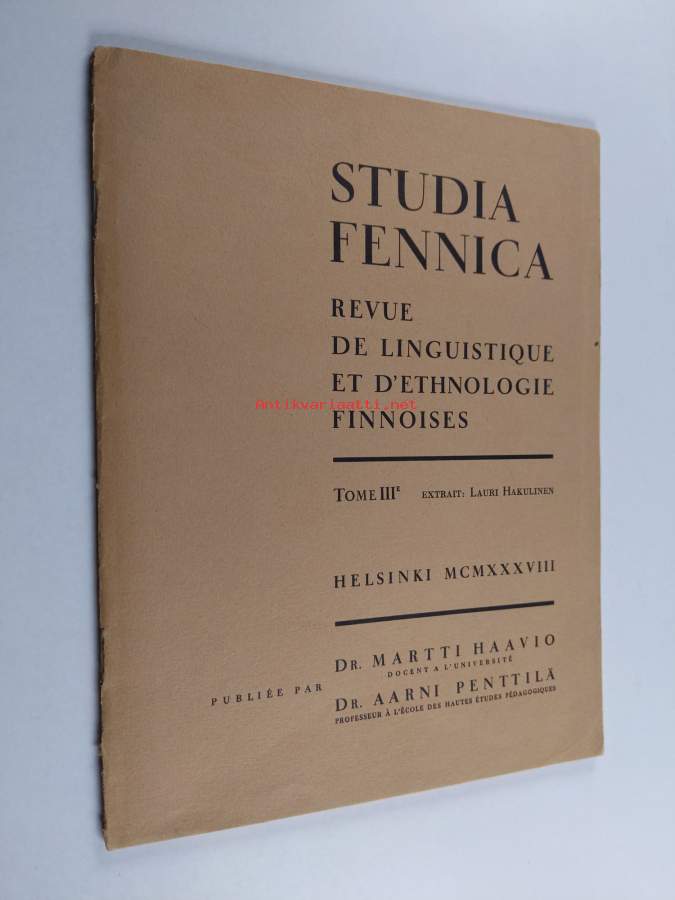 STUDIA
FENNICA
REVUE
DE LINGUISTIQUE
ET D'ETHNOLOGIE
Antikvariaatti.net
FINNOISES
TOME IIIE EXTRAIT: LAURI HAKULINEN
HELSINKI MCMXXXVIII
PUBLIÉE PAR
DR. MARTTI HAAVIO
DOCENT A L'UNIVERSITÉ
DR. AARNI PENTTILÄ
PROFESSEUR À L'ÉCOLE DES HAUTES ÉTUDES PÉDAGOGIQUES